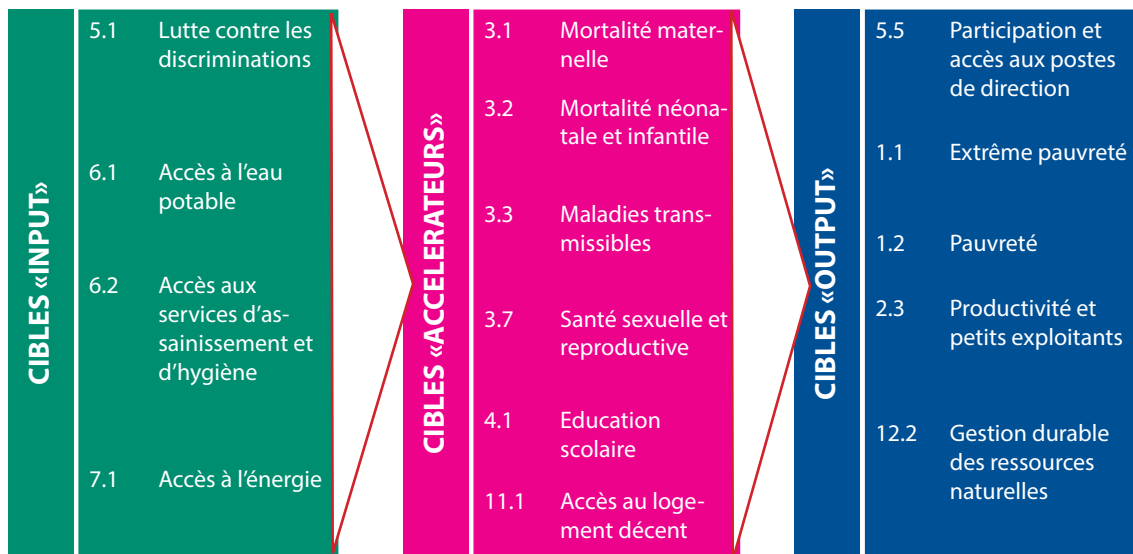 CIBLES «INPUT»
5.1 Lutte contre les
discriminations
6.1 Accès à l'eau
potable
6.2 Accès aux
services d'as-
sainissement et
d'hygiène
7.1 Accès à l'énergie
CIBLES «ACCELERATEURS»
3.1 Mortalité mater-
nelle
3.2 Mortalité néona-
tale et infantile
3.3 Maladies trans-
missibles
3.7 Santé sexuelle et
reproductive
4.1 Education
scolaire
11.1 Accès au loge-
ment décent
CIBLES «OUTPUT»
5.5 Participation et
accès aux postes
de direction
1.1 Extrême pauvreté
1.2 Pauvreté
2.3 Productivité et
petits exploitants
12.2 Gestion durable
des ressources
naturelles